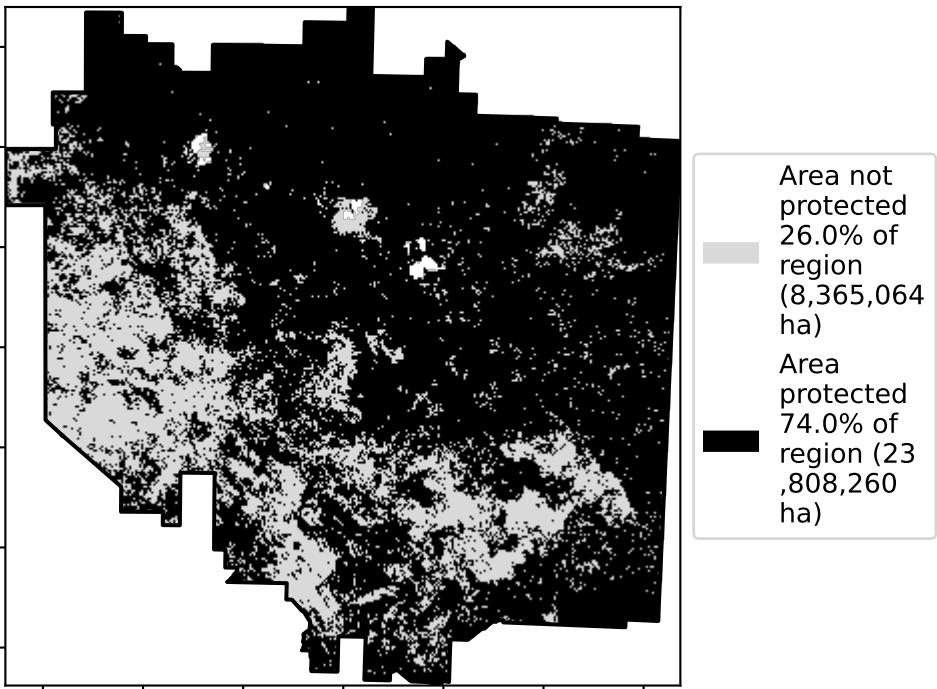 Area not
protected
26.0% of
region
(8,365,064
ha)
Area
protected
74.0% of
region (23
,808,260
ha)